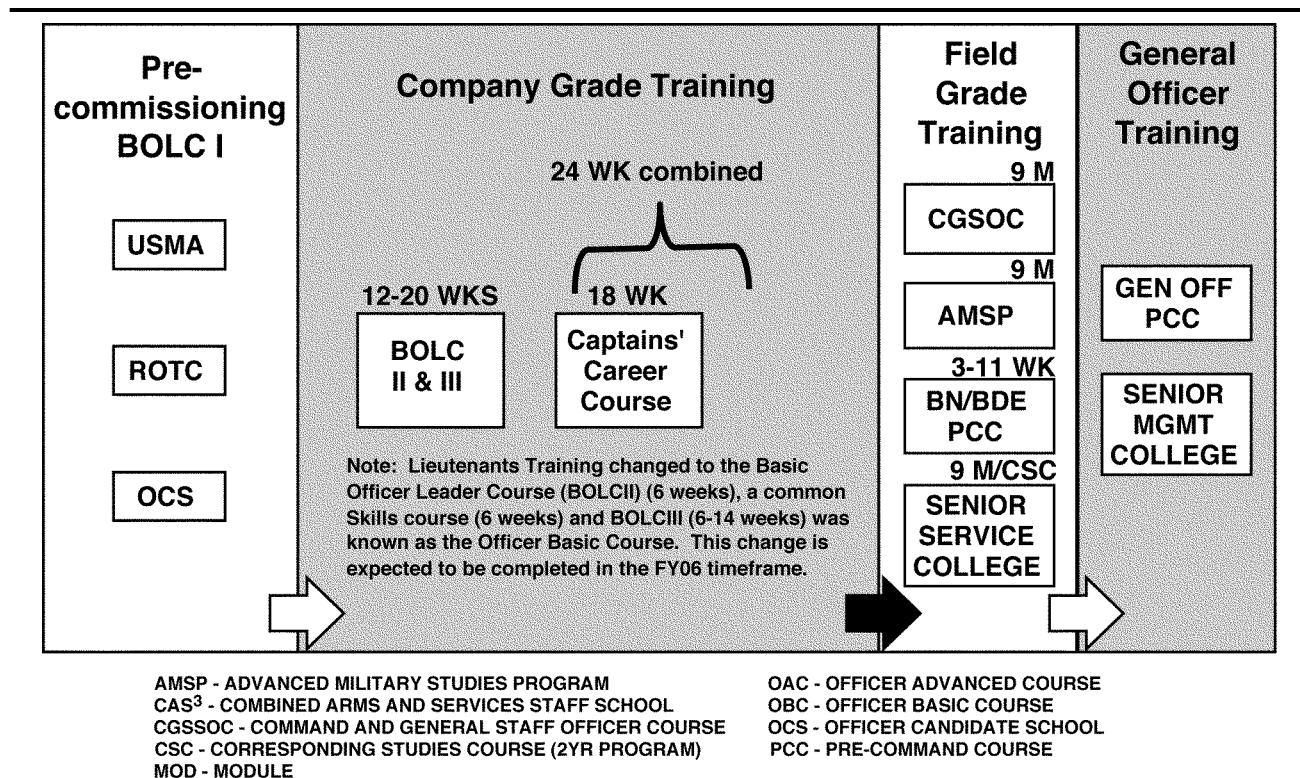 Pre-
commissioning
BOLC I
USMA
ROTC
OCS
Company Grade Training
24 WK combined
12-20 WKS
BOLC
II & III
18 WK
Captains'
Career
Course
Note: Lieutenants Training changed to the Basic
Officer Leader Course (BOLCII) (6 weeks), a common
Skills course (6 weeks) and BOLCIII (6-14 weeks) was
known as the Officer Basic Course. This change is
expected to be completed in the FY06 timeframe.
Field
Grade
Training
9 M
CGSOC
9 M
AMSP
3-11 WK
BN/BDE
PCC
9 M/CSC
SENIOR
SERVICE
COLLEGE
General
Officer
Training
GEN OFF
PCC
SENIOR
MGMT
COLLEGE
AMSP - ADVANCED MILITARY STUDIES PROGRAM
CAS³ - COMBINED ARMS AND SERVICES STAFF SCHOOL
CGSSOC - COMMAND AND GENERAL STAFF OFFICER COURSE
CSC - CORRESPONDING STUDIES COURSE (2YR PROGRAM)
MOD - MODULE
OAC - OFFICER ADVANCED COURSE
OBC - OFFICER BASIC COURSE
OCS - OFFICER CANDIDATE SCHOOL
PCC - PRE-COMMAND COURSE